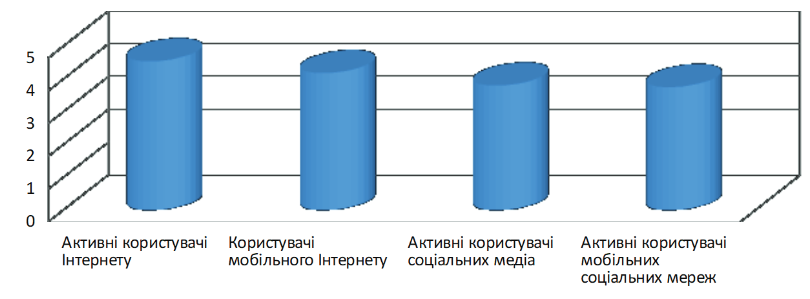 5
4
3
2
1
0
Активні користувачі
Інтернету
Користувачі
мобільного Інтернету
Активні користувачі
соціальних медіа
Активні користувачі
мобільних
соціальних мереж